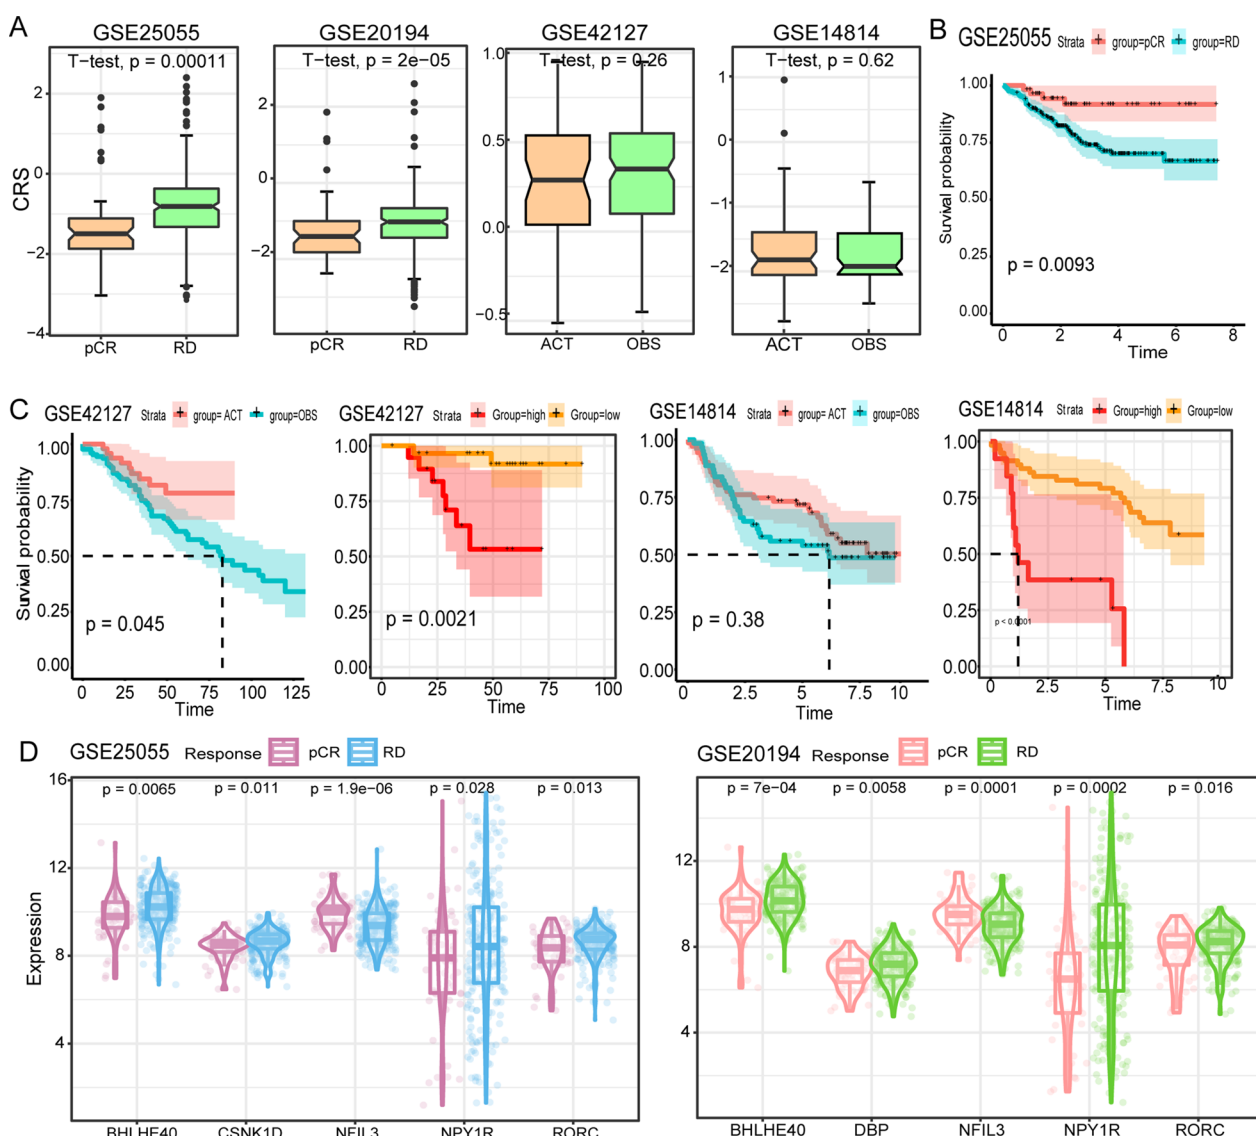 A
GSE25055
T-test, p = 0.00011
CRS
2
0
−2
−4
pCR
RD
GSE20194
T-test, p = 2e−05
2
0
−2
pCR
RD
GSE42127
T-test, p = 0.26
1.0
0.5
0.0
−0.5
ACT
OBS
GSE14814
T-test, p = 0.62
1
0
−1
−2
ACT
OBS
B
GSE25055 Strata group=pCR group=RD
Survival probability
1.00
0.75
0.50
0.25
0.00
p = 0.0093
0 2 4 6 8
Time
C
GSE42127 Strata group= ACT group=OBS
Survival probability
1.00
0.75
0.50
0.25
0.00
p = 0.045
0 25 50 75 100 125
Time
GSE42127 Strata Group=high Group=low
1.00
0.75
0.50
0.25
0.00
p = 0.0021
0 25 50 75 100
Time
GSE14814 Strata group= ACT group=OBS
1.00
0.75
0.50
0.25
0.00
p = 0.38
0 2.5 5 7.5 10
Time
GSE14814 Strata Group=high Group=low
1.00
0.75
0.50
0.25
0.00
p < 0.0001
0 2.5 5 7.5 10
Time
D
GSE25055 Response pCR RD
Expression
16
12
8
4
p = 0.0065 p = 0.011 p = 1.9e−06 p = 0.028 p = 0.013
BHLHE40 CSNK1D NFIL3 NPY1R RORC
GSE20194 Response pCR RD
12
8
4
p = 7e−04 p = 0.0058 p = 0.0001 p = 0.0002 p = 0.016
BHLHE40 DBP NFIL3 NPY1R RORC